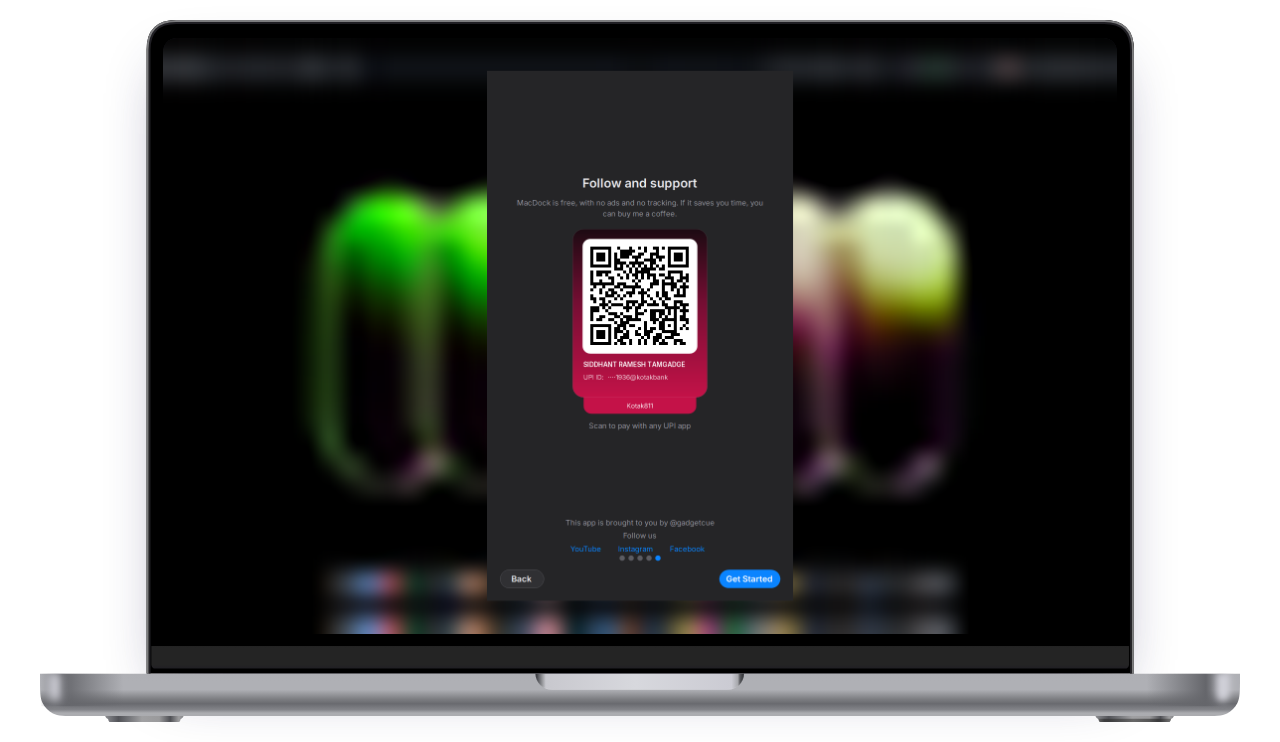 Follow and support
MacDock is free, with no ads and no tracking. If it saves you time, you
can buy me a coffee.
SIDDHANT RAMESH TAMGADGE
UPI ID: ····1936@kotakbank
Kotak811
Scan to pay with any UPI app
This app is brought to you by @gadgetcue
Follow us
YouTube Instagram Facebook
Back Get Started